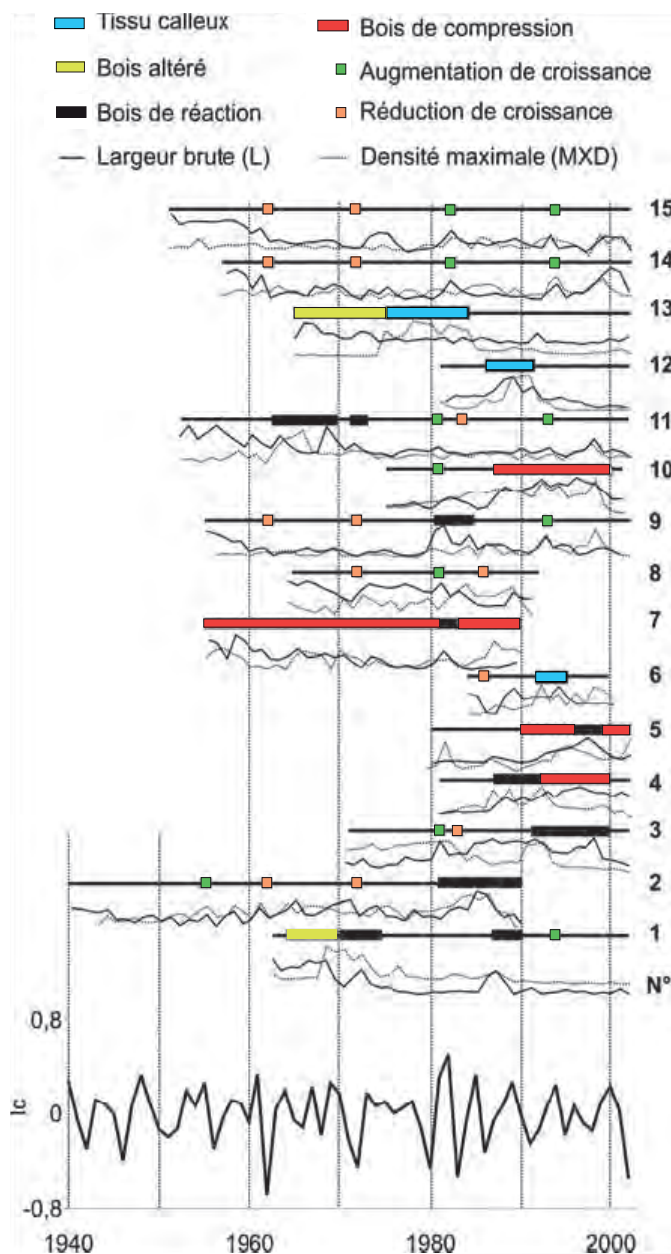 Tissu calleux Bois de compression
Bois altéré Augmentation de croissance
Bois de réaction Réduction de croissance
Largeur brute (L) Densité maximale (MXD)
15
14
13
12
11
10
9
8
7
6
5
4
3
2
1
N°
0,8
Ic
0
-0,8
1940 1960 1980 2000